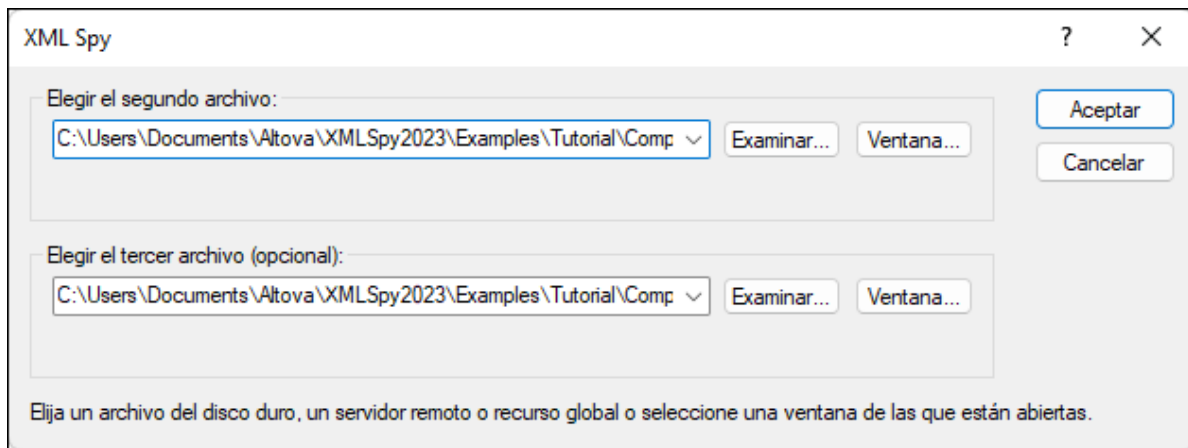 XML Spy
?
Elegir el segundo archivo:
C:\Users\Documents\Altova\XMLSpy2023\Examples\Tutorial\Comp
Examinar...
Ventana...
Aceptar
Cancelar
Elegir el tercer archivo (opcional):
C:\Users\Documents\Altova\XMLSpy2023\Examples\Tutorial\Comp
Examinar...
Ventana...
Elija un archivo del disco duro, un servidor remoto o recurso global o seleccione una ventana de las que están abiertas.